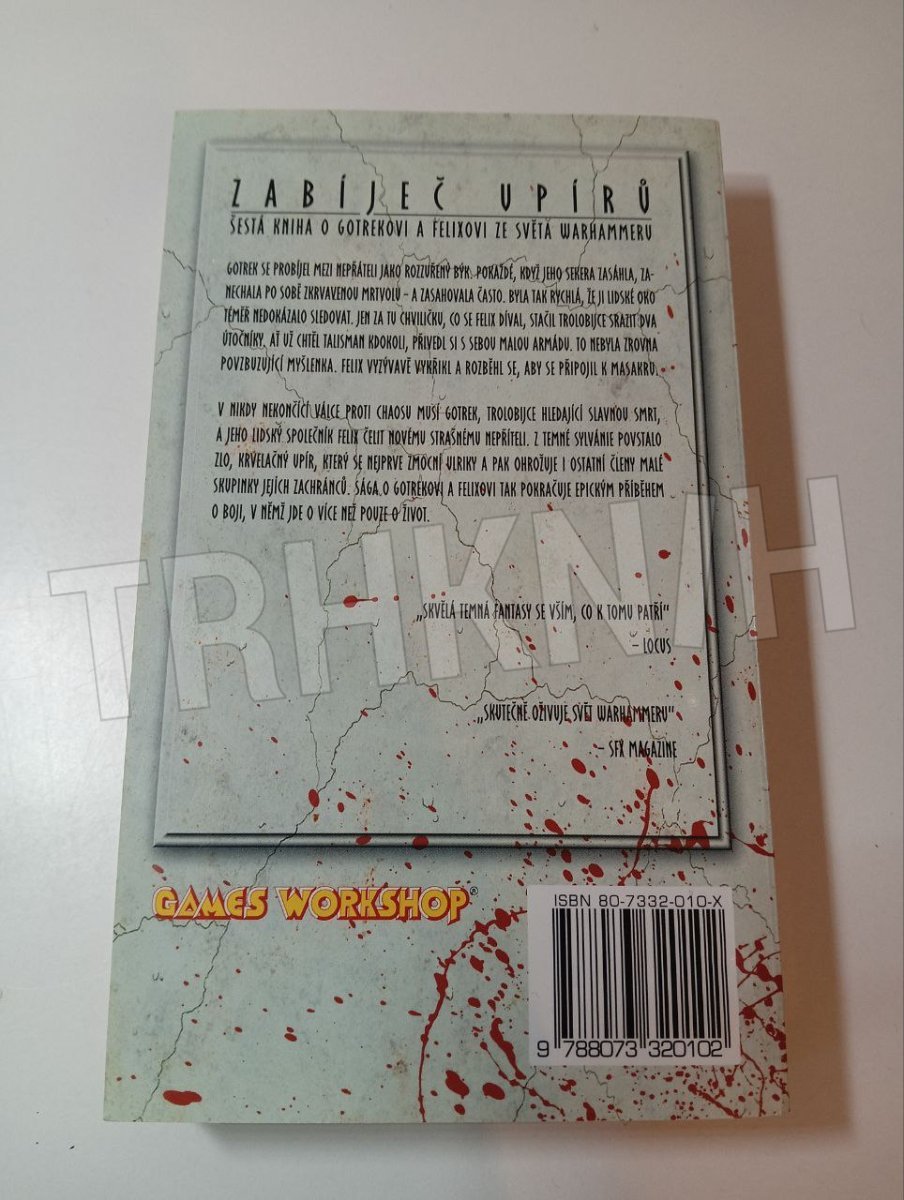 ZABÍJEČ UPÍRŮ
ŠESTÁ KNIHA O GOTREKOVI A FELIXOVI ZE SVĚTA WARHAMMERU
GOTREK SE PROBÍJEL MEZI NEPŘÁTELI JAKO ROZZUŘENÝ BÝK. POKAŽDÉ, KDYŽ JEHO SEKERA ZASÁHLA, ZA-
NECHALA PO SOBĚ ZKRVAVENOU MRTVOLU – A ZASAHOVALA ČASTO. BYLA TAK RYCHLÁ, ŽE JI LIDSKÉ OKO
TÉMĚŘ NEDOKÁZALO SLEDOVAT. JEN ZA TU CHVILIČKU, CO SE FELIX DÍVAL, STAČIL TROLOBIJCE SRAZIT DVA
ÚTOČNÍKY. AŤ UŽ CHTĚL TALISMAN KDOKOLI, PŘIVEDL SI S SEBOU MALOU ARMÁDU. TO NEBYLA ZROVNA
POVZBUZUJÍCÍ MYŠLENKA. FELIX VYZÝVAVĚ VYKŘIKL A ROZBĚHL SE, ABY SE PŘIPOJIL K MASAKRU.
V NIKDY NEKONČÍCÍ VÁLCE PROTI CHAOSU MUSÍ GOTREK, TROLOBIJCE HLEDAJÍCÍ SLAVNOU SMRT,
A JEHO LIDSKÝ SPOLEČNÍK FELIX ČELIT NOVÉMU STRAŠNÉMU NEPŘÍTELI. Z TEMNÉ SYLVÁNIE POVSTALO
ZLO, KRVELAČNÝ UPÍR, KTERÝ SE NEJPRVE ZMOCNÍ ULRIKY A PAK OHROŽUJE I OSTATNÍ ČLENY MALÉ
SKUPINKY JEJÍCH ZACHRÁNCŮ. SÁGA O GOTREKOVI A FELIXOVI TAK POKRAČUJE EPICKÝM PŘÍBĚHEM
O BOJI, V NĚMŽ JDE O VÍCE NEŽ POUZE O ŽIVOT.
TRHKNIH
„SKVĚLÁ TEMNÁ FANTASY SE VŠÍM, CO K TOMU PATŘÍ“
– LOCUS
„SKUTEČNĚ OŽIVUJE SVĚT WARHAMMERU“
– SFX MAGAZINE
GAMES WORKSHOP®
ISBN 80-7332-010-X
9 788073 320102